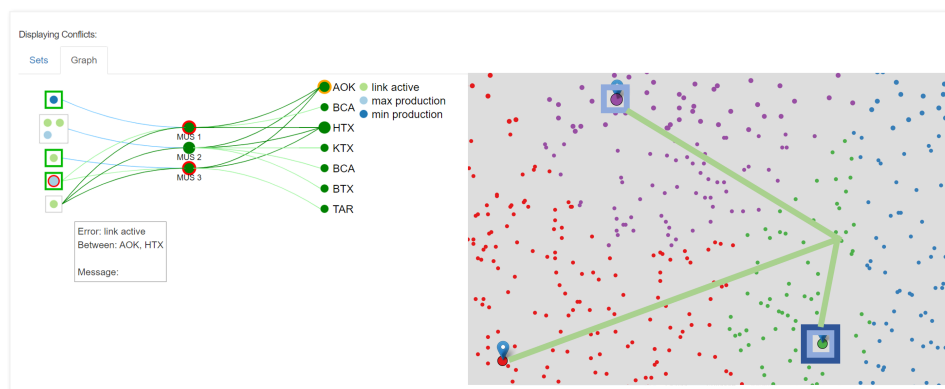 Displaying Conflicts:
Sets
Graph
AOK
BCA
HTX
KTX
BCA
BTX
TAR
link active
max production
min production
MUS 1
MUS 2
MUS 3
Error: link active
Between: AOK, HTX
Message: